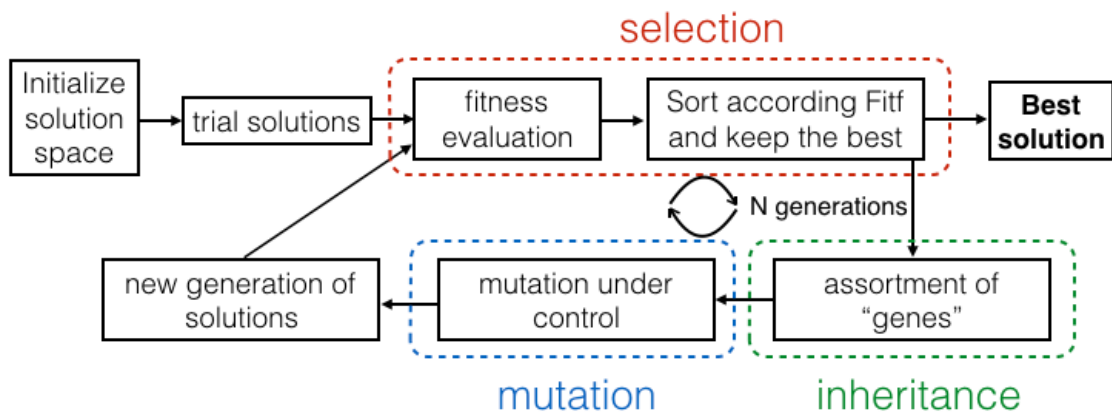 selection
Initialize
solution
space
trial solutions
fitness
evaluation
Sort according Fitf
and keep the best
Best
solution
N generations
new generation of
solutions
mutation under
control
assortment of
“genes”
mutation
inheritance